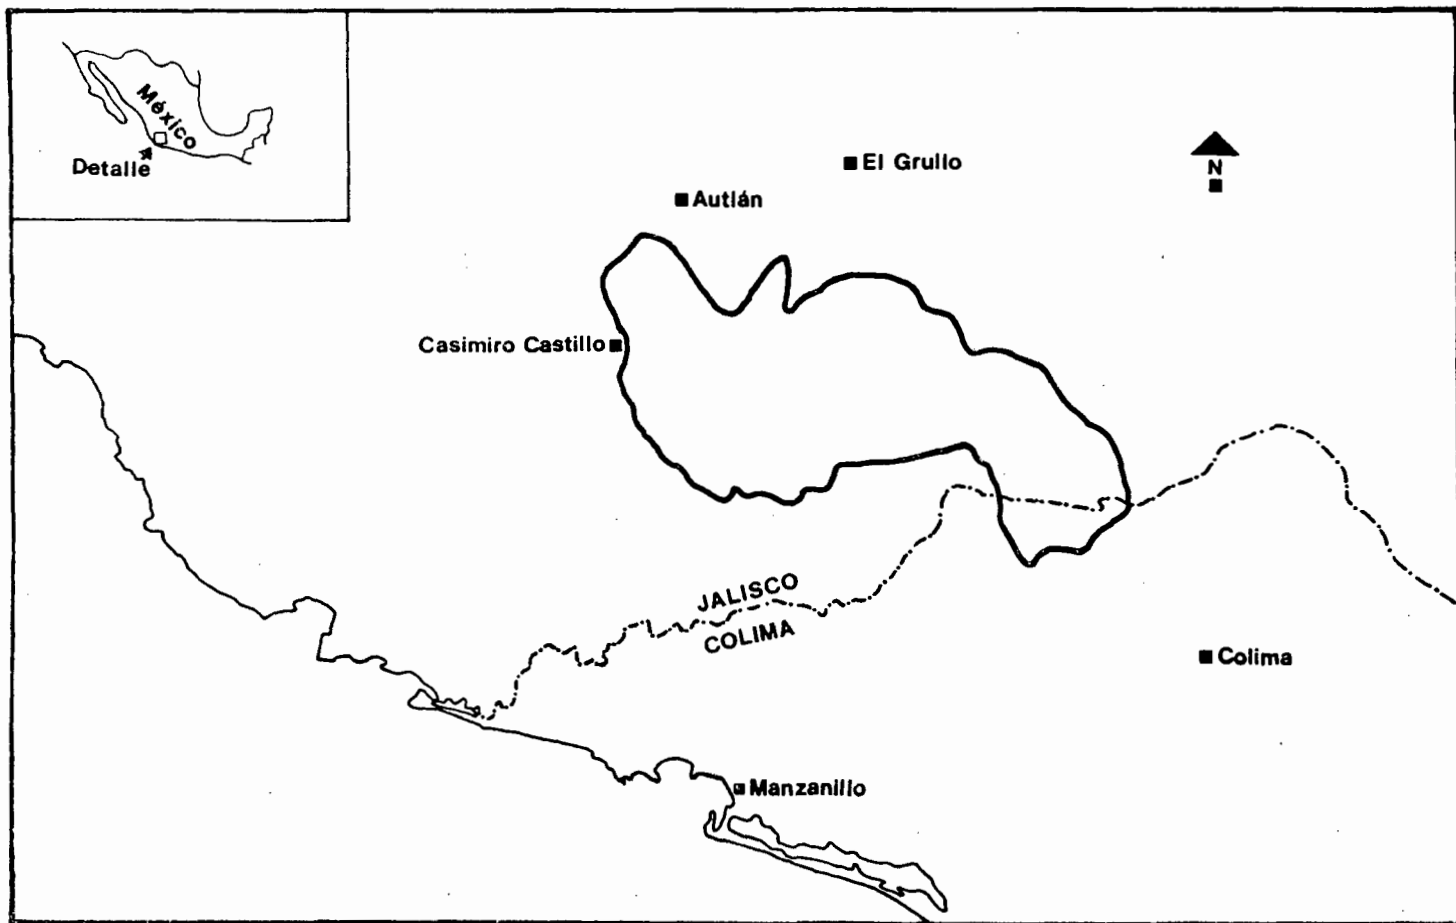 México
Detalle
El Grullo
N
Autlán
Casimiro Castillo
JALISCO
COLIMA
Colima
Manzanillo